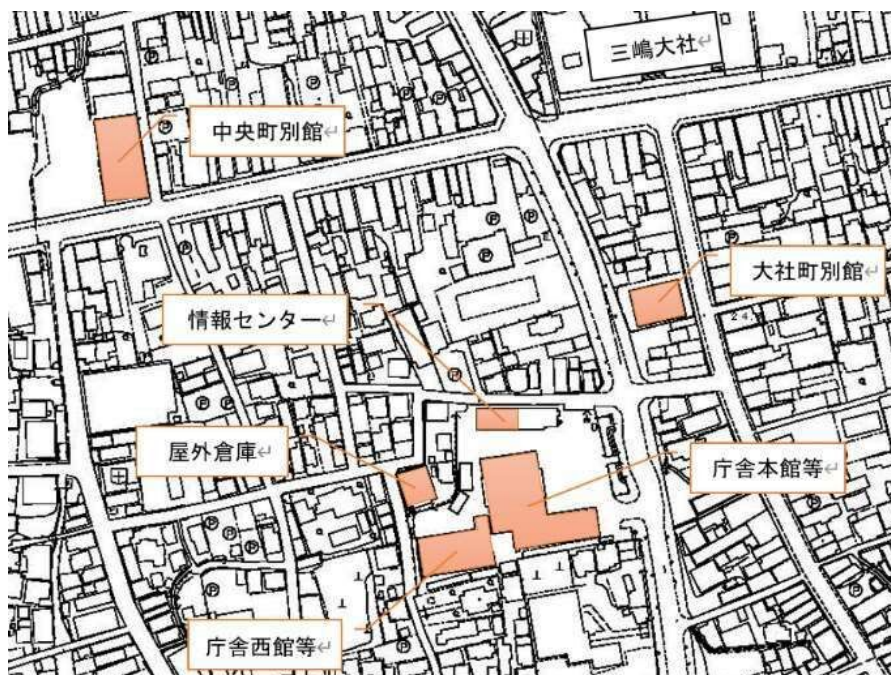 三嶋大社↵
中央町別館↵
大社町別館↵
情報センター↵
屋外倉庫↵
庁舎本館等↵
庁舎西館等↵